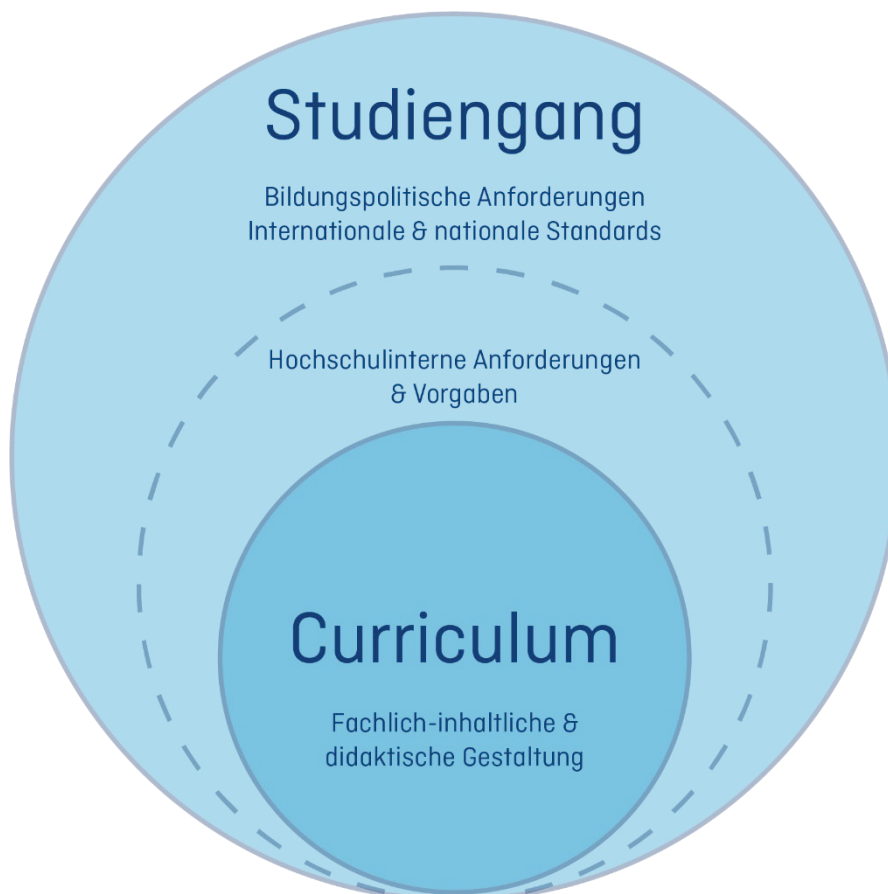 Studiengang
Bildungspolitische Anforderungen
Internationale & nationale Standards
Hochschulinterne Anforderungen
& Vorgaben
Curriculum
Fachlich-inhaltliche &
didaktische Gestaltung